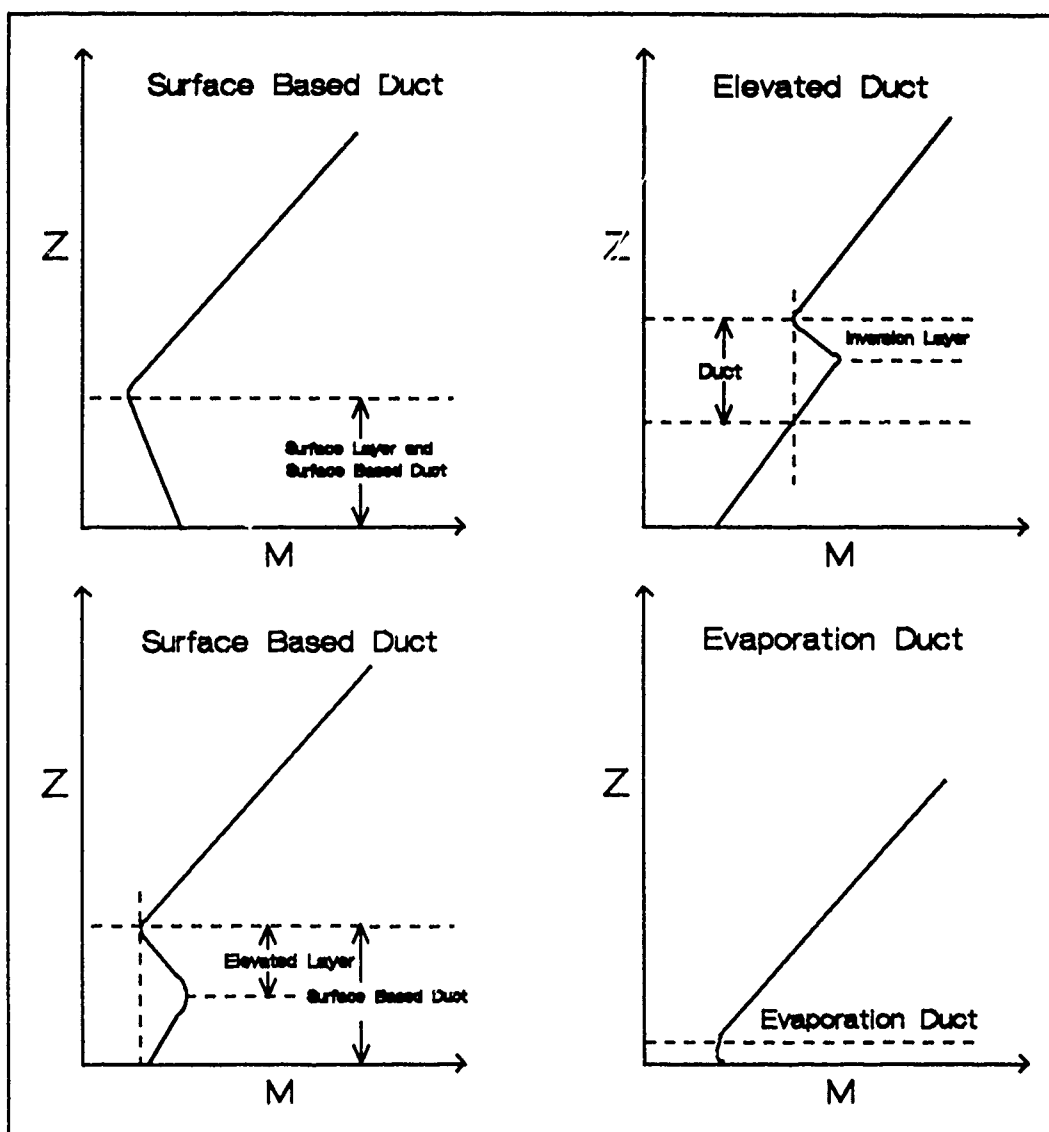 Surface Based Duct
Z
Surface Layer and
Surface Based Duct
M
Elevated Duct
Z
Inversion Layer
Duct
M
Surface Based Duct
Z
Elevated Layer
Surface Based Duct
M
Evaporation Duct
Z
Evaporation Duct
M